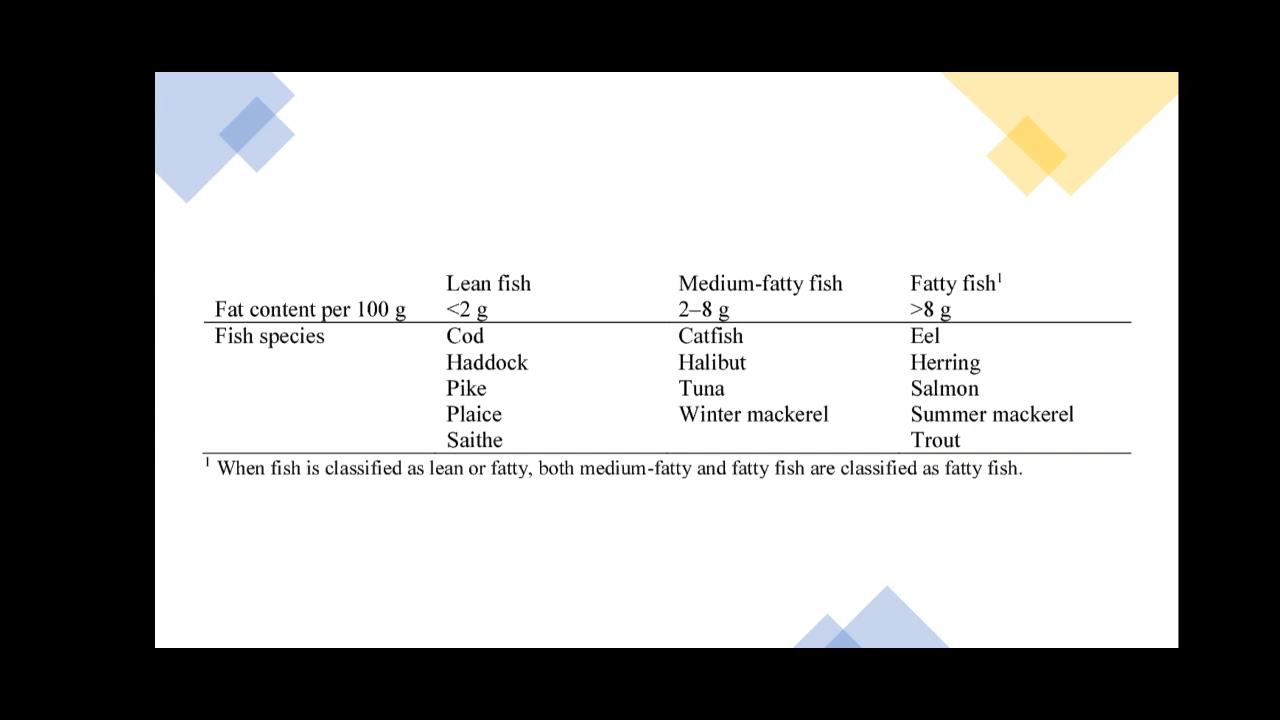 Lean fish Medium-fatty fish Fatty fish¹
Fat content per 100 g <2 g 2–8 g >8 g
Fish species Cod Catfish Eel
Haddock Halibut Herring
Pike Tuna Salmon
Plaice Winter mackerel Summer mackerel
Saithe Trout
¹ When fish is classified as lean or fatty, both medium-fatty and fatty fish are classified as fatty fish.